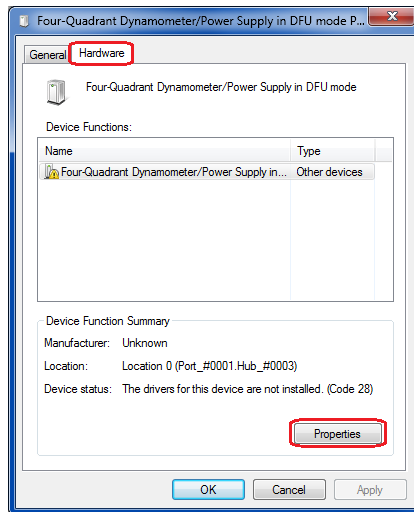 Four-Quadrant Dynamometer/Power Supply in DFU mode P...
General
Hardware
Four-Quadrant Dynamometer/Power Supply in DFU mode
Device Functions:
Name Type
Four-Quadrant Dynamometer/Power Supply in... Other devices
Device Function Summary
Manufacturer: Unknown
Location: Location 0 (Port_#0001.Hub_#0003)
Device status: The drivers for this device are not installed. (Code 28)
Properties
OK Cancel Apply